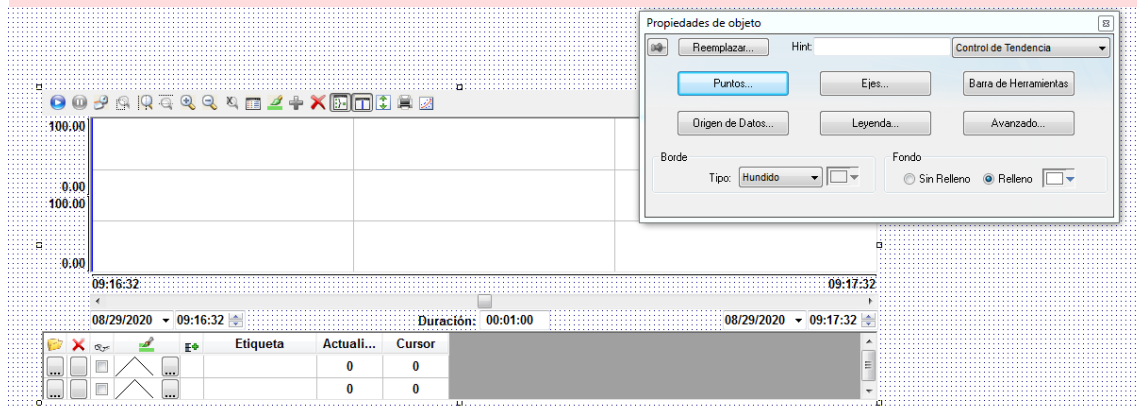 Propiedades de objeto
Reemplazar... Hint: Control de Tendencia
Puntos... Ejes... Barra de Herramientas
Origen de Datos... Leyenda... Avanzado...
Borde Fondo
Tipo: Hundido Sin Relleno Relleno
100.00
0.00
100.00
0.00
09:16:32 09:17:32
08/29/2020 09:16:32 Duración: 00:01:00 08/29/2020 09:17:32
Etiqueta Actuali... Cursor
... ... 0 0
... ... 0 0